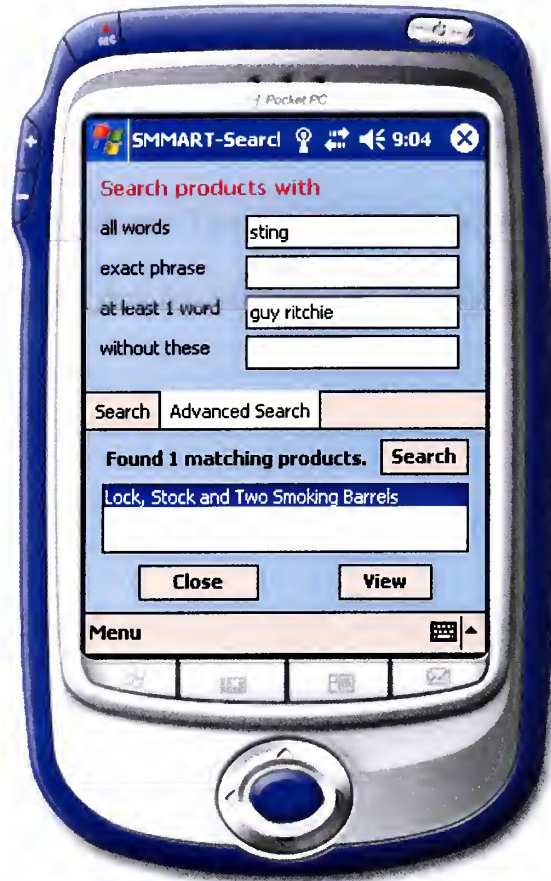 Pocket PC
SMMART-Searcl 9:04
Search products with
all words sting
exact phrase
at least 1 word guy ritchie
without these
Search Advanced Search
Found 1 matching products. Search
Lock, Stock and Two Smoking Barrels
Close View
Menu